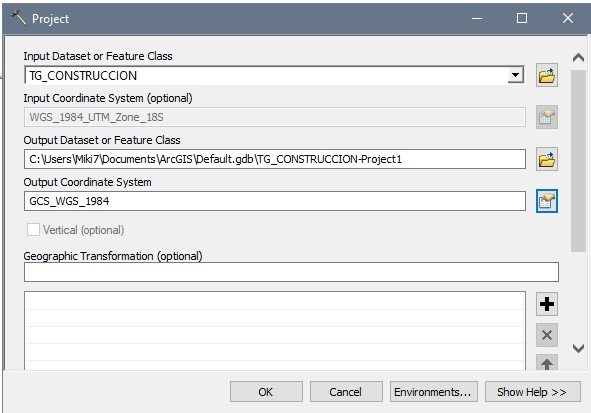 Project
Input Dataset or Feature Class
TG_CONSTRUCCION
Input Coordinate System (optional)
WGS_1984_UTM_Zone_18S
Output Dataset or Feature Class
C:\Users\Miki7\Documents\ArcGIS\Default.gdb\TG_CONSTRUCCION-Project1
Output Coordinate System
GCS_WGS_1984
Vertical (optional)
Geographic Transformation (optional)
OK Cancel Environments... Show Help >>